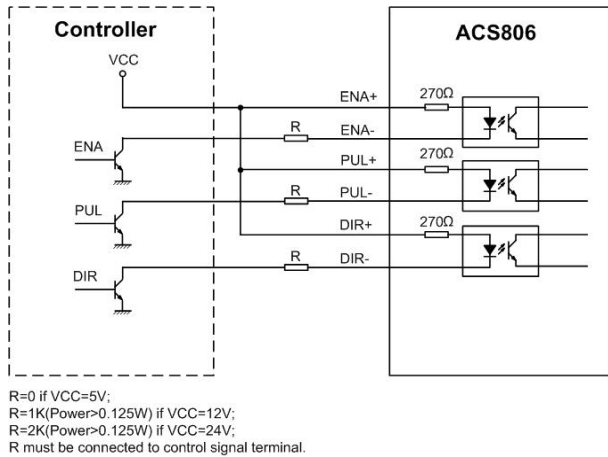 Controller
ACS806
VCC
ENA+ 270Ω
ENA R ENA-
PUL+ 270Ω
PUL R PUL-
DIR+ 270Ω
DIR R DIR-
R=0 if VCC=5V;
R=1K(Power>0.125W) if VCC=12V;
R=2K(Power>0.125W) if VCC=24V;
R must be connected to control signal terminal.